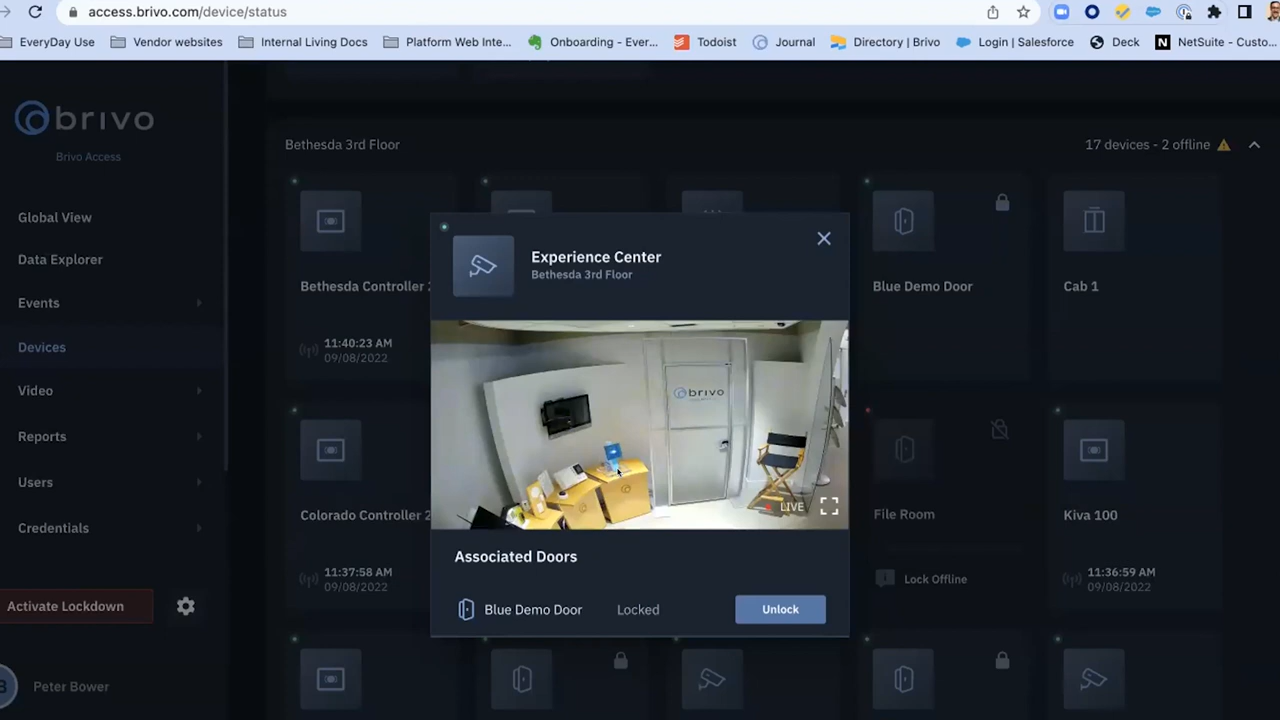 access.brivo.com/device/status
EveryDay Use
Vendor websites
Internal Living Docs
Platform Web Inte...
Onboarding - Ever...
Todoist
Journal
Directory | Brivo
Login | Salesforce
Deck
NetSuite - Custo...
brivo
Brivo Access
Global View
Data Explorer
Events
Devices
Video
Reports
Users
Credentials
Activate Lockdown
B
Peter Bower
Bethesda 3rd Floor
17 devices - 2 offline
Bethesda Controller 2
11:40:23 AM
09/08/2022
Blue Demo Door
Cab 1
Colorado Controller 2
11:37:58 AM
09/08/2022
File Room
Lock Offline
Kiva 100
11:36:59 AM
09/08/2022
Experience Center
Bethesda 3rd Floor
brivo
LIVE
Associated Doors
Blue Demo Door
Locked
Unlock